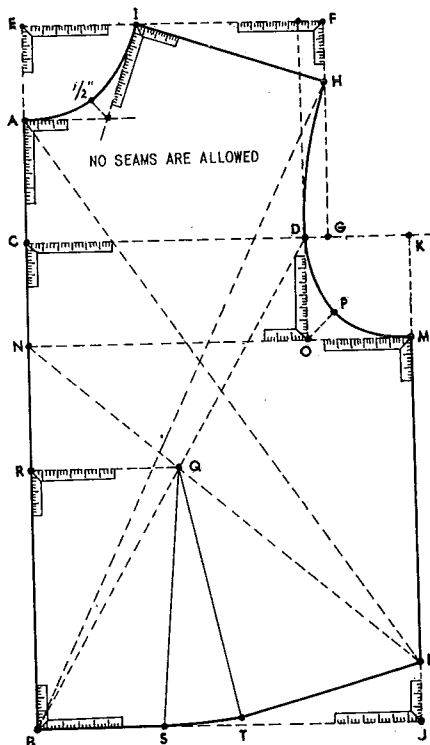 E I F
H
1/2"
A
NO SEAMS ARE ALLOWED
C D G K
P
N O M
R Q
B S T J